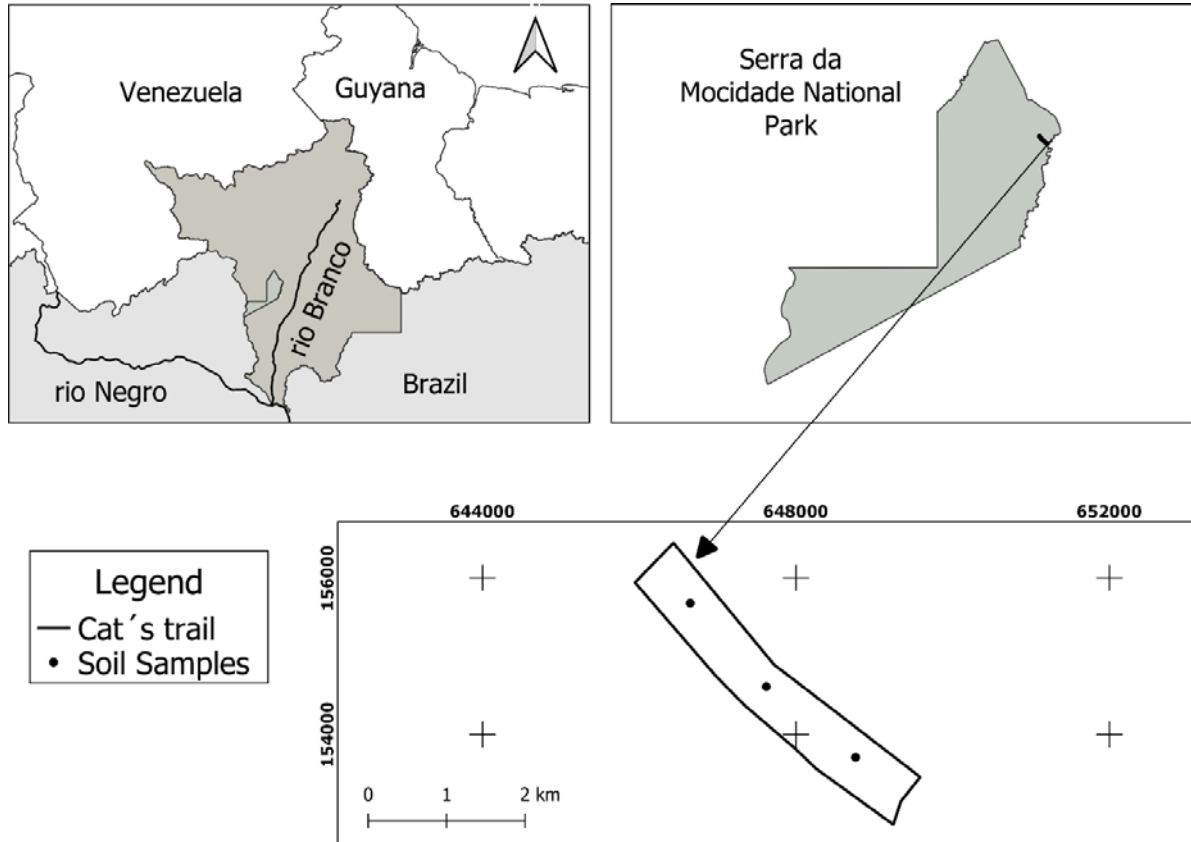 Venezuela
Guyana
rio Branco
rio Negro
Brazil
Serra da
Mocidade National
Park
644000
648000
652000
156000
154000
Legend
Cat´s trail
Soil Samples
0 1 2 km